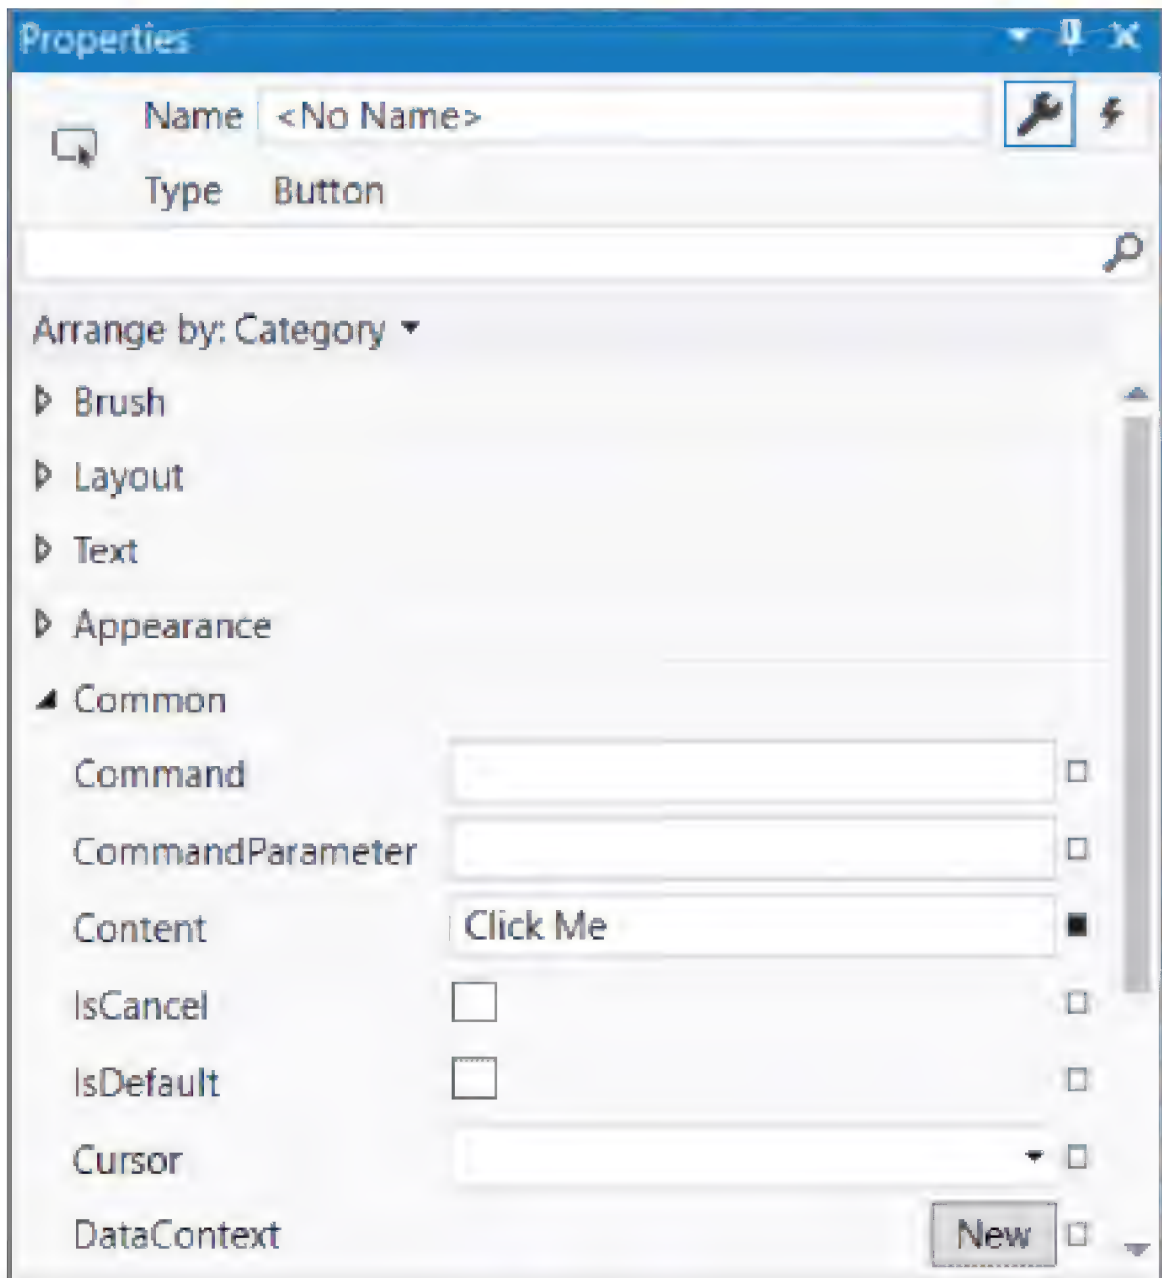 Properties
Name <No Name>
Type Button
Arrange by: Category
Brush
Layout
Text
Appearance
Common
Command
CommandParameter
Content Click Me
IsCancel
IsDefault
Cursor
DataContext New